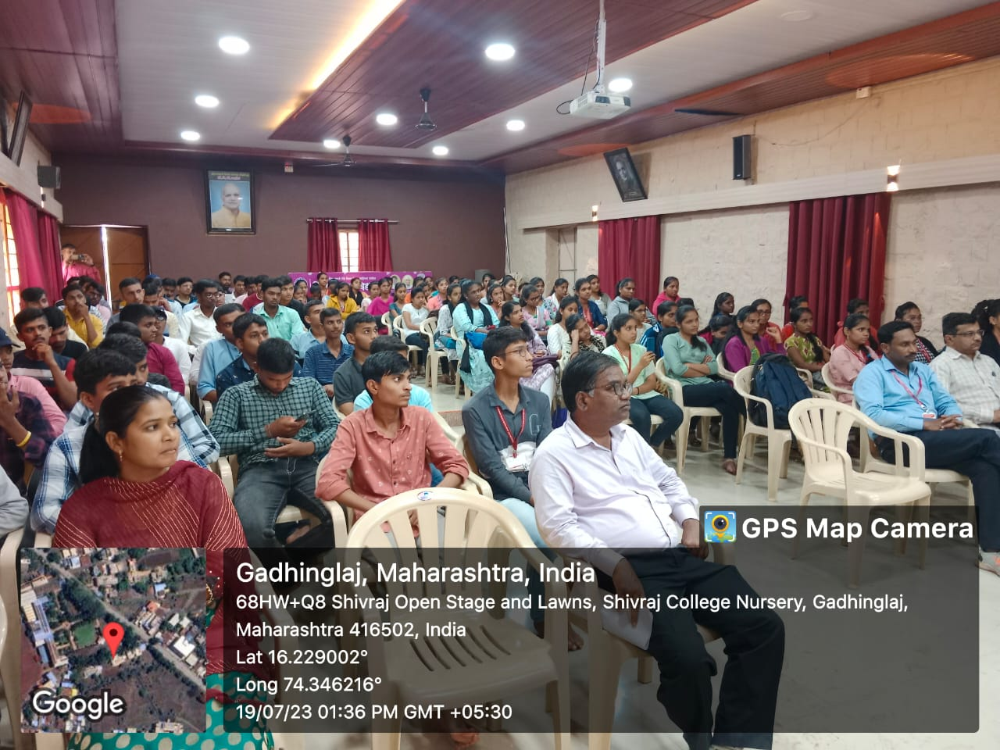 GPS Map Camera
Gadhinglaj, Maharashtra, India
68HW+Q8 Shivraj Open Stage and Lawns, Shivraj College Nursery, Gadhinglaj,
Maharashtra 416502, India
Lat 16.229002°
Long 74.346216°
19/07/23 01:36 PM GMT +05:30
Google